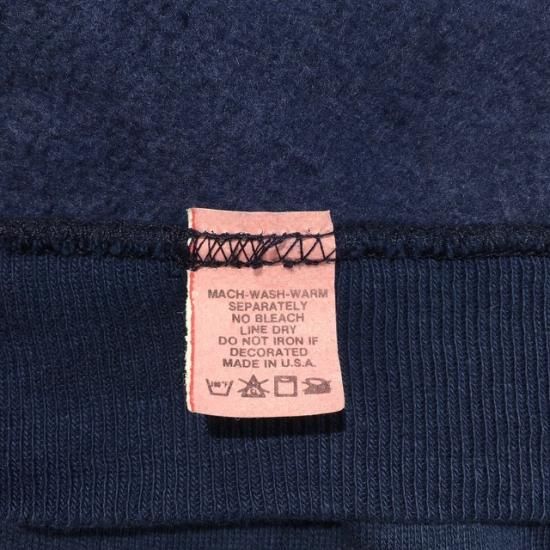 MACH-WASH-WARM
SEPARATELY
NO BLEACH
LINE DRY
DO NOT IRON IF
DECORATED
MADE IN U.S.A.